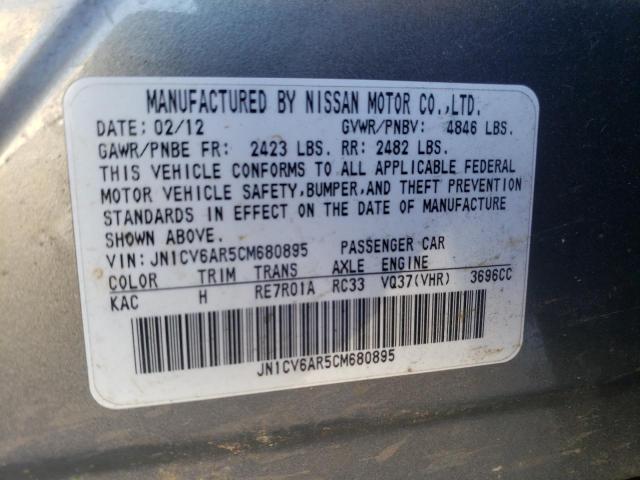 MANUFACTURED BY NISSAN MOTOR CO.,LTD.
DATE: 02/12 GVWR/PNBV: 4846 LBS.
GAWR/PNBE FR: 2423 LBS. RR: 2482 LBS.
THIS VEHICLE CONFORMS TO ALL APPLICABLE FEDERAL
MOTOR VEHICLE SAFETY,BUMPER,AND THEFT PREVENTION
STANDARDS IN EFFECT ON THE DATE OF MANUFACTURE
SHOWN ABOVE.
VIN: JN1CV6AR5CM680895 PASSENGER CAR
COLOR TRIM TRANS AXLE ENGINE
KAC H RE7R01A RC33 VQ37(VHR) 3696CC
JN1CV6AR5CM680895